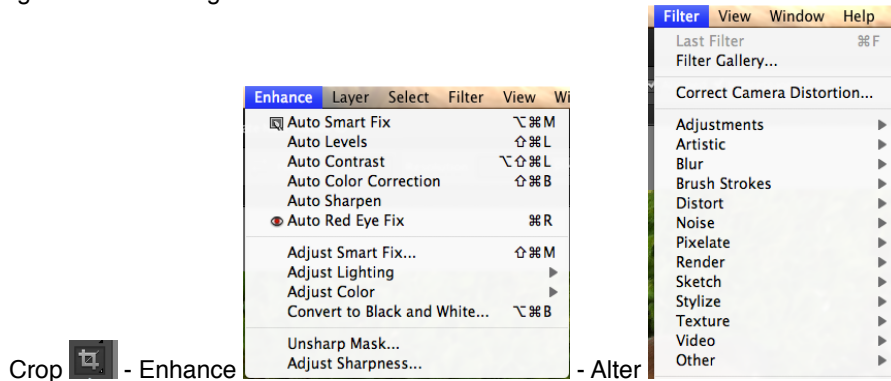 Filter View Window Help
Last Filter ⌘F
Filter Gallery...
Correct Camera Distortion...
Adjustments
Artistic
Blur
Brush Strokes
Distort
Noise
Pixelate
Render
Sketch
Stylize
Texture
Video
Other
Enhance Layer Select Filter View Wi
Auto Smart Fix ⌥⌘M
Auto Levels ⇧⌘L
Auto Contrast ⌥⇧⌘L
Auto Color Correction ⇧⌘B
Auto Sharpen
Auto Red Eye Fix ⌘R
Adjust Smart Fix... ⇧⌘M
Adjust Lighting
Adjust Color
Convert to Black and White... ⌥⌘B
Unsharp Mask...
Adjust Sharpness...
Crop - Enhance - Alter